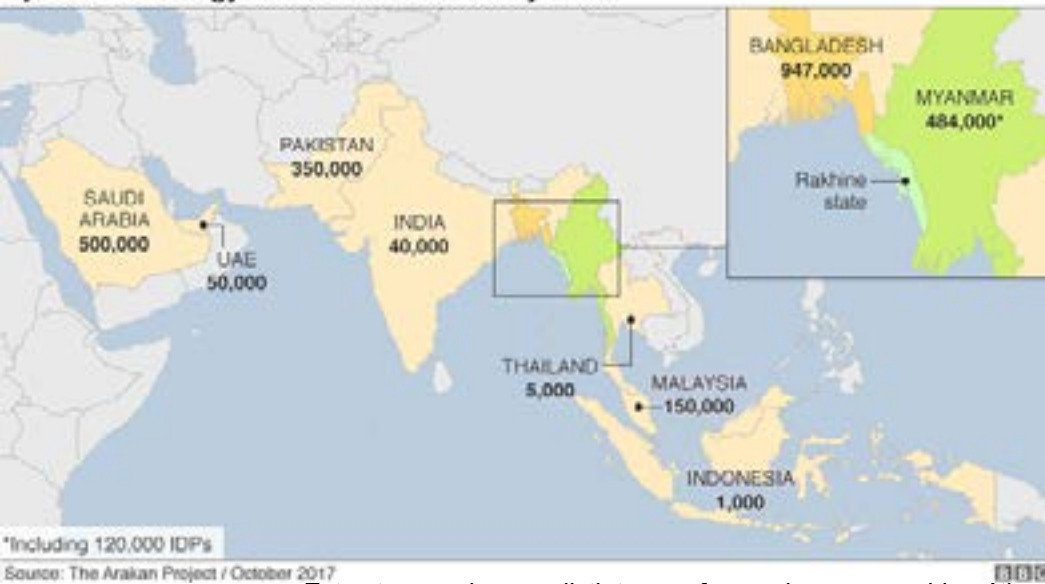 BANGLADESH
947,000
MYANMAR
484,000*
Rakhine
state
PAKISTAN
350,000
SAUDI
ARABIA
500,000
INDIA
40,000
UAE
50,000
THAILAND
5,000
MALAYSIA
150,000
INDONESIA
1,000
*Including 120,000 IDPs
Source: The Arakan Project / October 2017
BBC